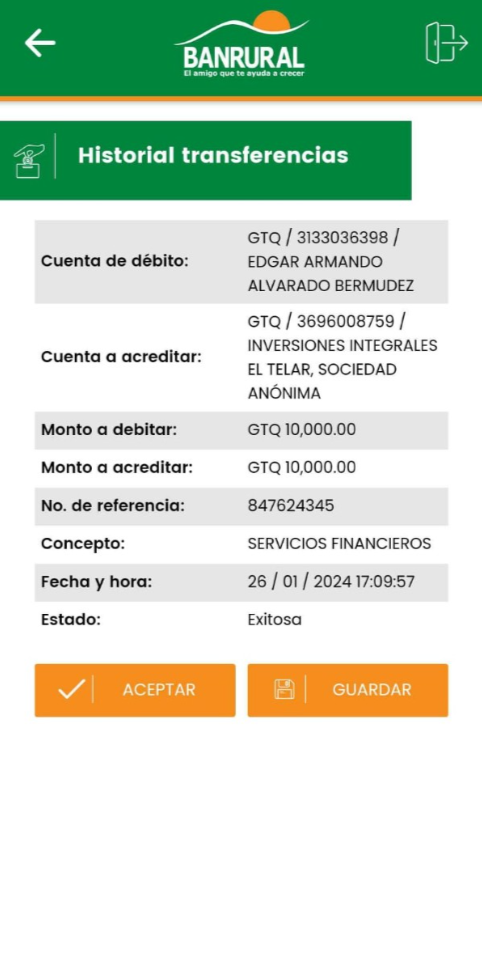 BANRURAL
El amigo que te ayuda a crecer
Historial transferencias
Cuenta de débito:
GTQ / 3133036398 /
EDGAR ARMANDO
ALVARADO BERMUDEZ
Cuenta a acreditar:
GTQ / 3696008759 /
INVERSIONES INTEGRALES
EL TELAR, SOCIEDAD
ANÓNIMA
Monto a debitar: GTQ 10,000.00
Monto a acreditar: GTQ 10,000.00
No. de referencia: 847624345
Concepto: SERVICIOS FINANCIEROS
Fecha y hora: 26 / 01 / 2024 17:09:57
Estado: Exitosa
ACEPTAR GUARDAR